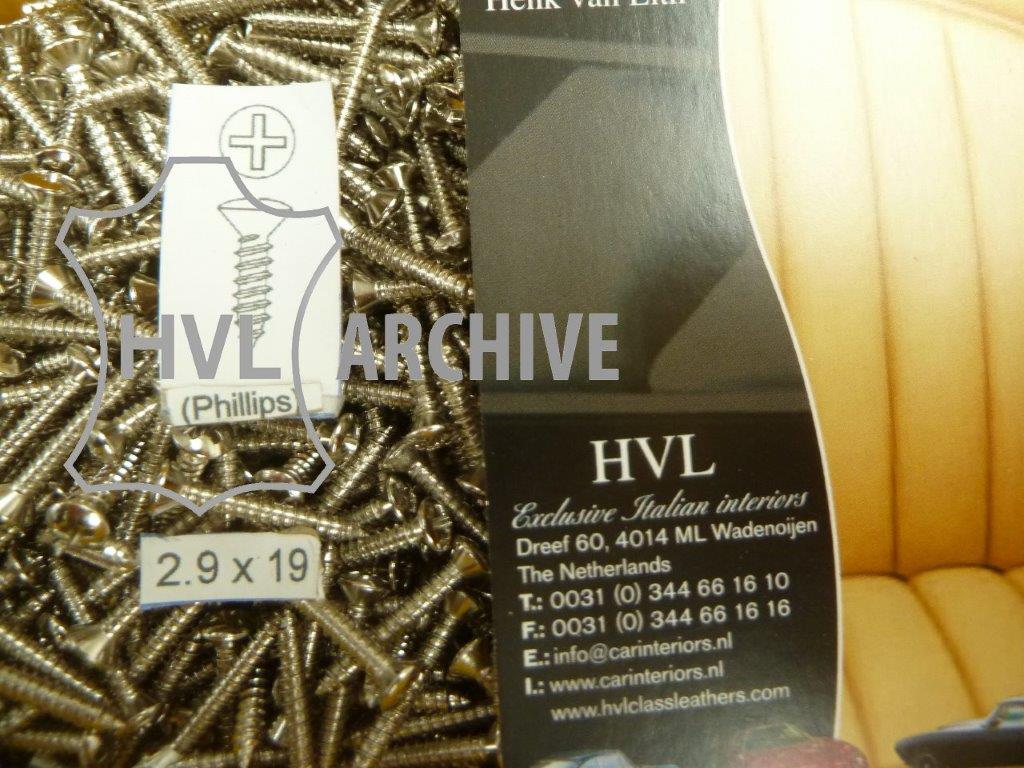 Henk van
HVL ARCHIVE
(Phillips)
2.9 x 19
HVL
Exclusive Italian interiors
Dreef 60, 4014 ML Wadenoijen
The Netherlands
T.: 0031 (0) 344 66 16 10
F.: 0031 (0) 344 66 16 16
E.: info@carinteriors.nl
I.: www.carinteriors.nl
www.hvlclassleathers.com